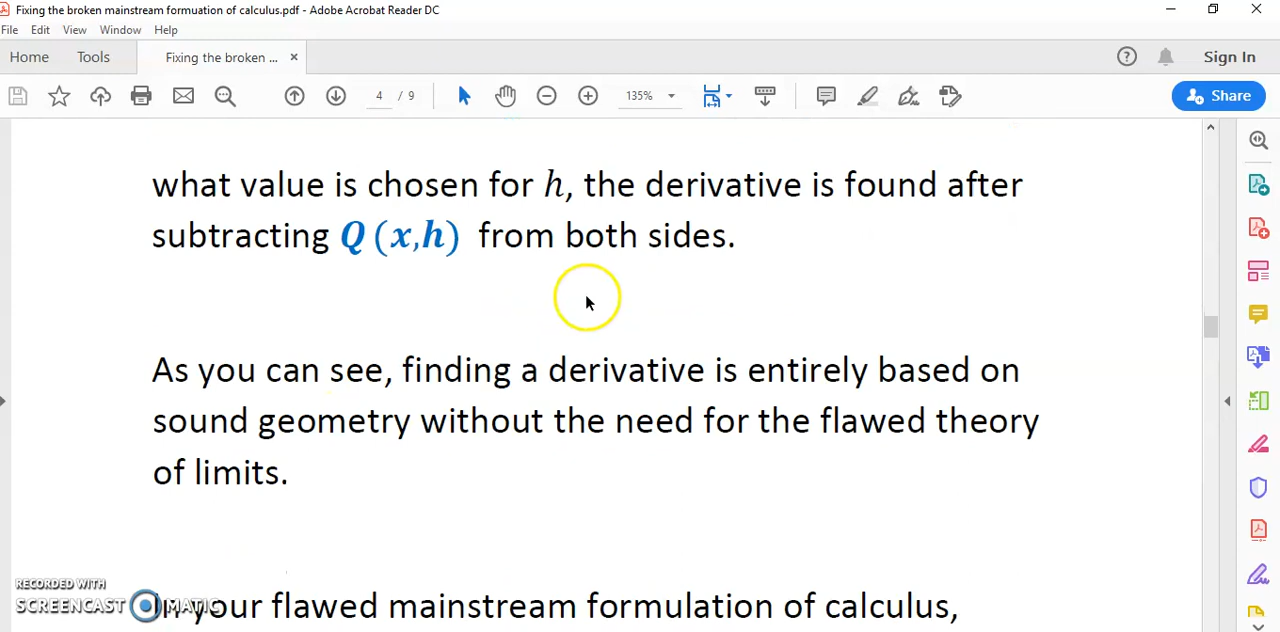 Fixing the broken mainstream formuation of calculus.pdf - Adobe Acrobat Reader DC
File Edit View Window Help
Home Tools Fixing the broken ... × Sign In
4 / 9 135% Share
what value is chosen for h, the derivative is found after
subtracting Q (x,h) from both sides.
As you can see, finding a derivative is entirely based on
sound geometry without the need for the flawed theory
of limits.
RECORDED WITH
SCREENCAST MATIC
In your flawed mainstream formulation of calculus,